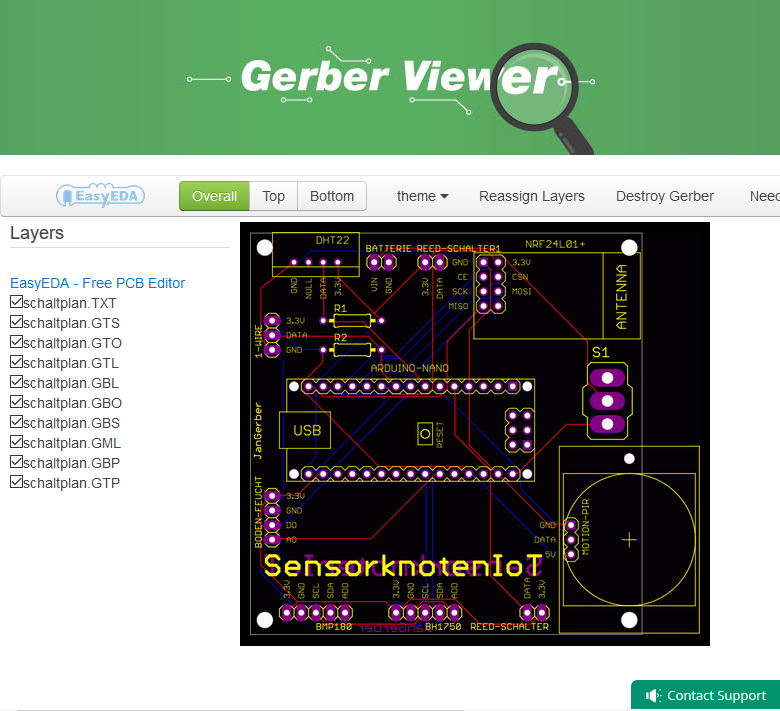 Gerber Viewer
EasyEDA
Overall Top Bottom theme Reassign Layers Destroy Gerber Need
Layers
EasyEDA - Free PCB Editor
schaltplan.TXT
schaltplan.GTS
schaltplan.GTO
schaltplan.GTL
schaltplan.GBL
schaltplan.GBO
schaltplan.GBS
schaltplan.GML
schaltplan.GBP
schaltplan.GTP
DHT22
BATTERIE REED-SCHALTER1
NRF24L01+
GND NULL DATA 3.3V
VIN GND
3.3V DATA
GND 3.3V
CE CSN
SCK MOSI
MISO
ANTENNA
1-WIRE
3.3V
DATA
GND
R1
R2
S1
ARDUINO-NANO
JanGerber
USB
RESET
BODEN-FEUCHT
3.3V
GND
DO
AO
GND
DATA
5V
MOTION-PIR
SensorknotenIoT
3.3V GND SCL SDA ADD
3.3V GND SCL SDA ADD
DATA 3.3V
BMP180 BH1750 REED-SCHALTER
Contact Support